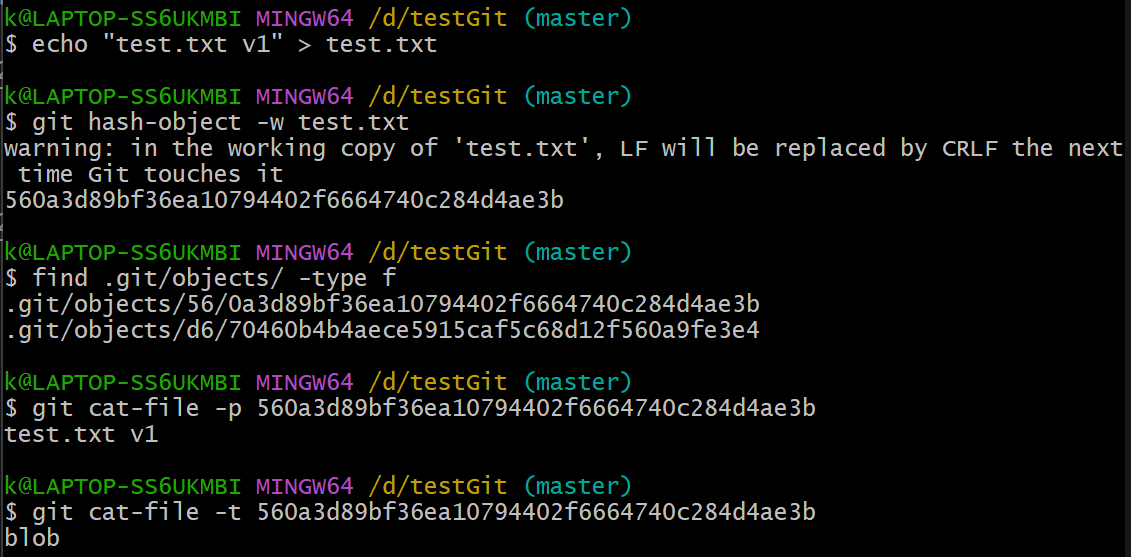 k@LAPTOP-SS6UKMBI MINGW64 /d/testGit (master)
$ echo "test.txt v1" > test.txt
k@LAPTOP-SS6UKMBI MINGW64 /d/testGit (master)
$ git hash-object -w test.txt
warning: in the working copy of 'test.txt', LF will be replaced by CRLF the next
 time Git touches it
560a3d89bf36ea10794402f6664740c284d4ae3b
k@LAPTOP-SS6UKMBI MINGW64 /d/testGit (master)
$ find .git/objects/ -type f
.git/objects/56/0a3d89bf36ea10794402f6664740c284d4ae3b
.git/objects/d6/70460b4b4aece5915caf5c68d12f560a9fe3e4
k@LAPTOP-SS6UKMBI MINGW64 /d/testGit (master)
$ git cat-file -p 560a3d89bf36ea10794402f6664740c284d4ae3b
test.txt v1
k@LAPTOP-SS6UKMBI MINGW64 /d/testGit (master)
$ git cat-file -t 560a3d89bf36ea10794402f6664740c284d4ae3b
blob